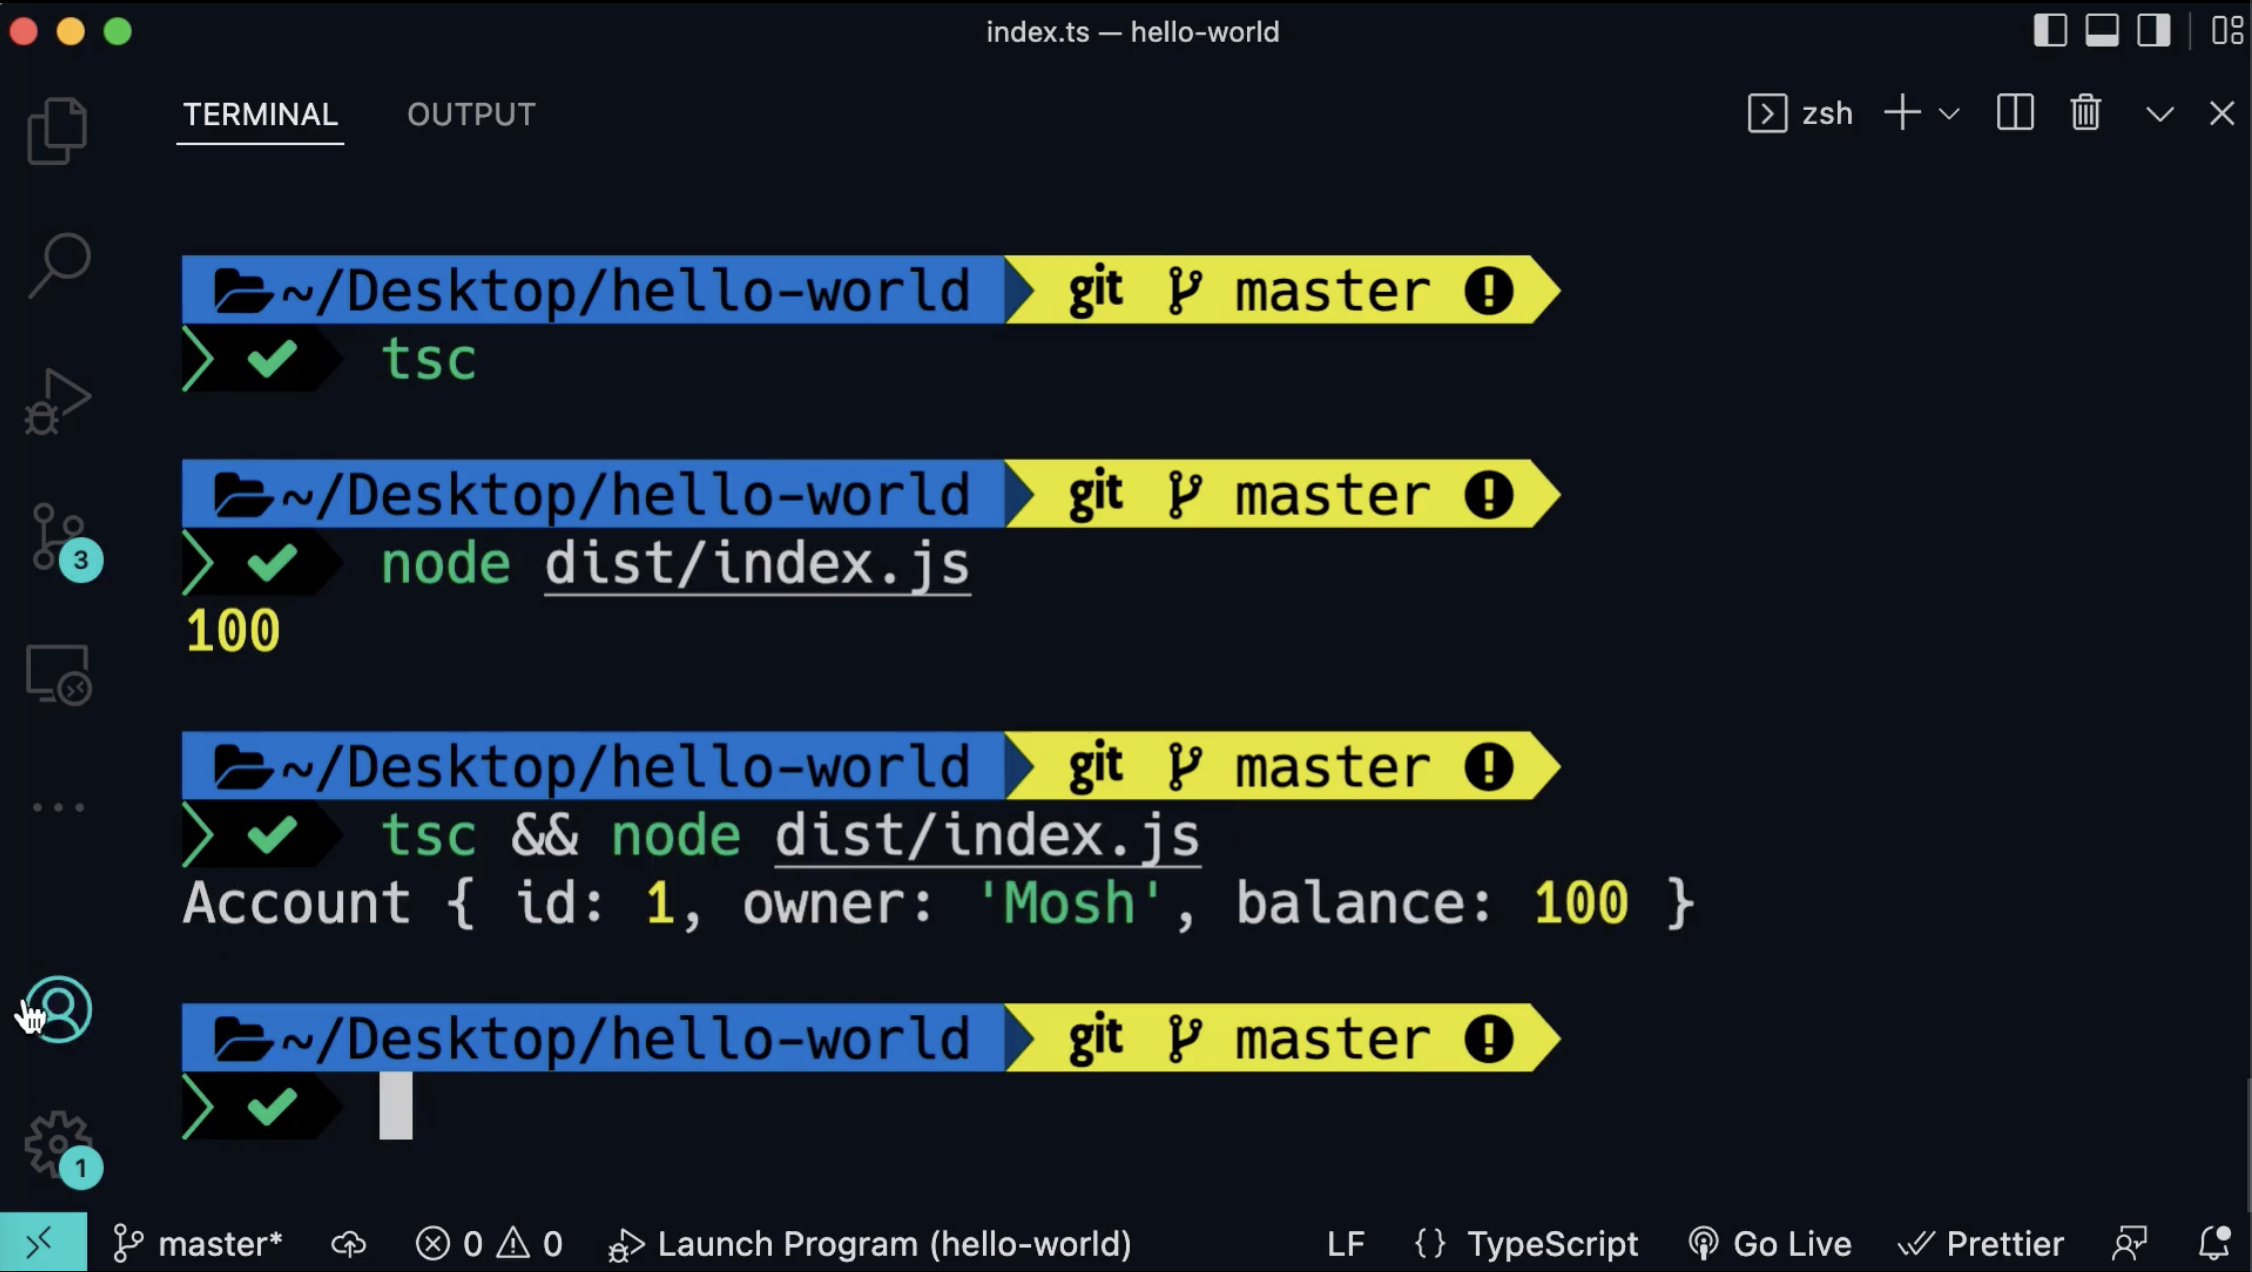 index.ts — hello-world
TERMINAL OUTPUT
zsh
~/Desktop/hello-world git master
tsc
~/Desktop/hello-world git master
node dist/index.js
100
~/Desktop/hello-world git master
tsc && node dist/index.js
Account { id: 1, owner: 'Mosh', balance: 100 }
~/Desktop/hello-world git master
3
1
master* 0 0 Launch Program (hello-world) LF {} TypeScript Go Live Prettier